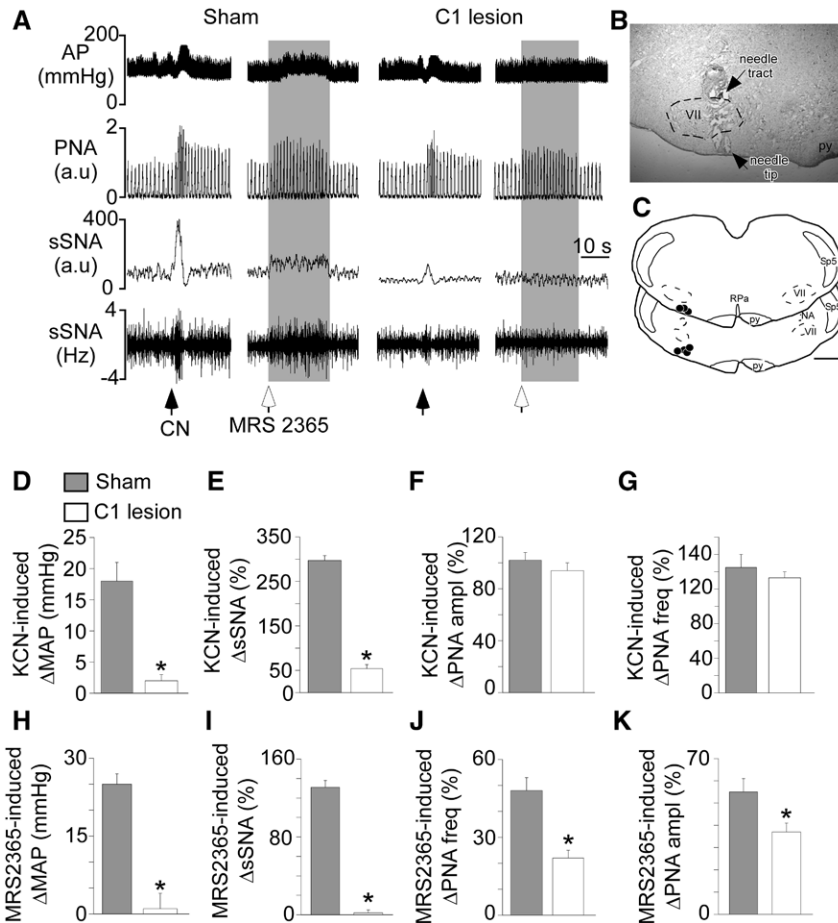 A
Sham
C1 lesion
AP
(mmHg)
200
0
PNA
(a.u)
2
1
0
sSNA
(a.u)
400
0
sSNA
(Hz)
4
-4
10 s
CN
MRS 2365
B
needle
tract
VII
py
needle
tip
C
Sp5
VII
RPa
py
Sp5
NA
VII
py
D
Sham
C1 lesion
KCN-induced
ΔMAP (mmHg)
25
20
15
10
5
0
*
E
KCN-induced
ΔsSNA (%)
350
300
250
150
50
0
*
F
KCN-induced
ΔPNA ampl (%)
120
80
40
0
G
KCN-induced
ΔPNA freq (%)
140
120
80
40
0
H
MRS2365-induced
ΔMAP (mmHg)
25
15
0
*
I
MRS2365-induced
ΔsSNA (%)
160
120
60
0
*
J
MRS2365-induced
ΔPNA freq (%)
60
30
0
*
K
MRS2365-induced
ΔPNA ampl (%)
70
0
*